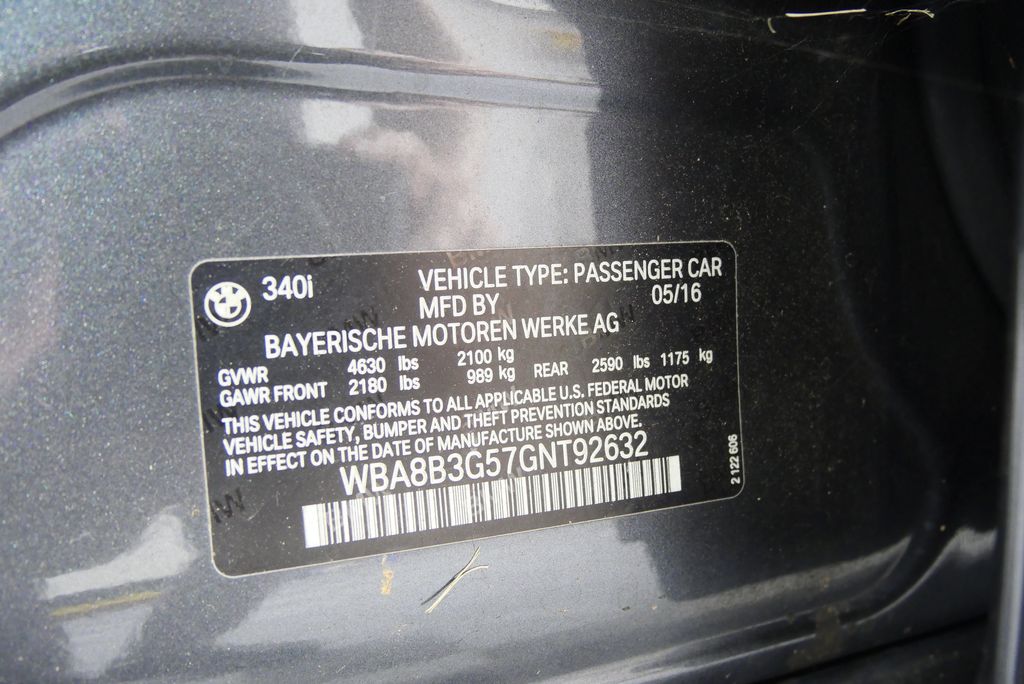 340i VEHICLE TYPE: PASSENGER CAR
MFD BY 05/16
BAYERISCHE MOTOREN WERKE AG
GVWR 4630 lbs 2100 kg
GAWR FRONT 2180 lbs 989 kg REAR 2590 lbs 1175 kg
THIS VEHICLE CONFORMS TO ALL APPLICABLE U.S. FEDERAL MOTOR
VEHICLE SAFETY, BUMPER AND THEFT PREVENTION STANDARDS
IN EFFECT ON THE DATE OF MANUFACTURE SHOWN ABOVE.
WBA8B3G57GNT92632
2 122 606